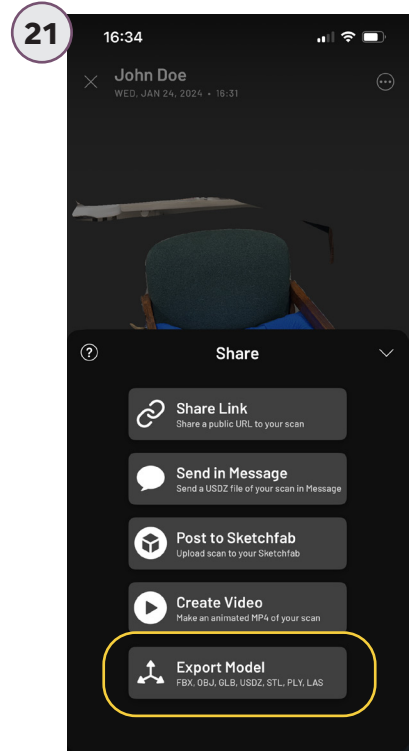 21
16:34
John Doe
WED, JAN 24, 2024 • 16:31
Share
Share Link
Share a public URL to your scan
Send in Message
Send a USDZ file of your scan in Message
Post to Sketchfab
Upload scan to your Sketchfab
Create Video
Make an animated MP4 of your scan
Export Model
FBX, OBJ, GLB, USDZ, STL, PLY, LAS